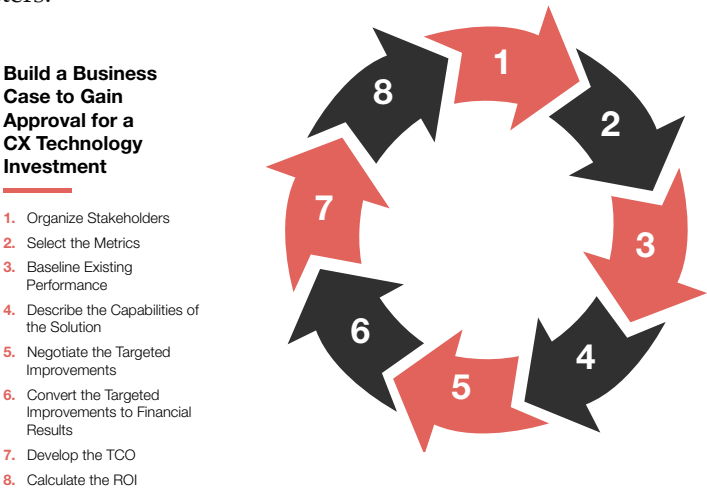 Build a Business
Case to Gain
Approval for a
CX Technology
Investment
1. Organize Stakeholders
2. Select the Metrics
3. Baseline Existing
Performance
4. Describe the Capabilities of
the Solution
5. Negotiate the Targeted
Improvements
6. Convert the Targeted
Improvements to Financial
Results
7. Develop the TCO
8. Calculate the ROI
1
2
3
4
5
6
7
8